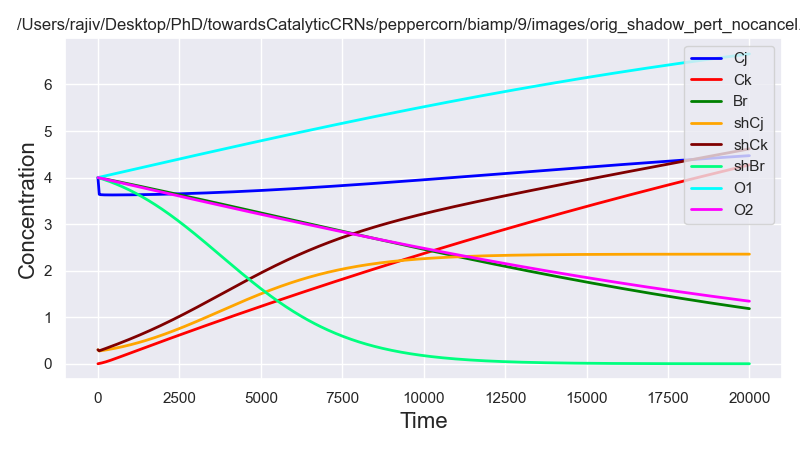 /Users/rajiv/Desktop/PhD/towardsCatalyticCRNs/peppercorn/biamp/9/images/orig_shadow_pert_nocancel.
Cj
Ck
Br
shCj
shCk
shBr
O1
O2
Concentration
6
5
4
3
2
1
0
0
2500
5000
7500
10000
12500
15000
17500
20000
Time